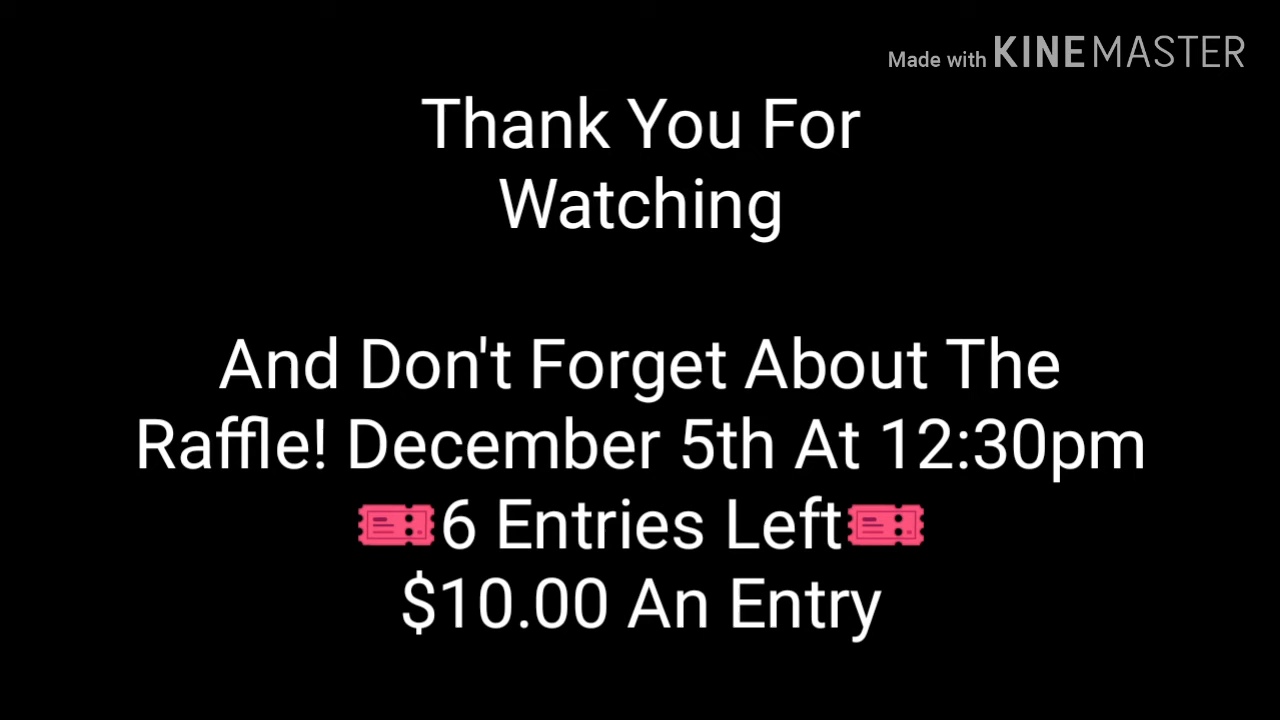 Made with KINEMASTER
Thank You For
Watching
And Don't Forget About The
Raffle! December 5th At 12:30pm
🎟6 Entries Left🎟
$10.00 An Entry